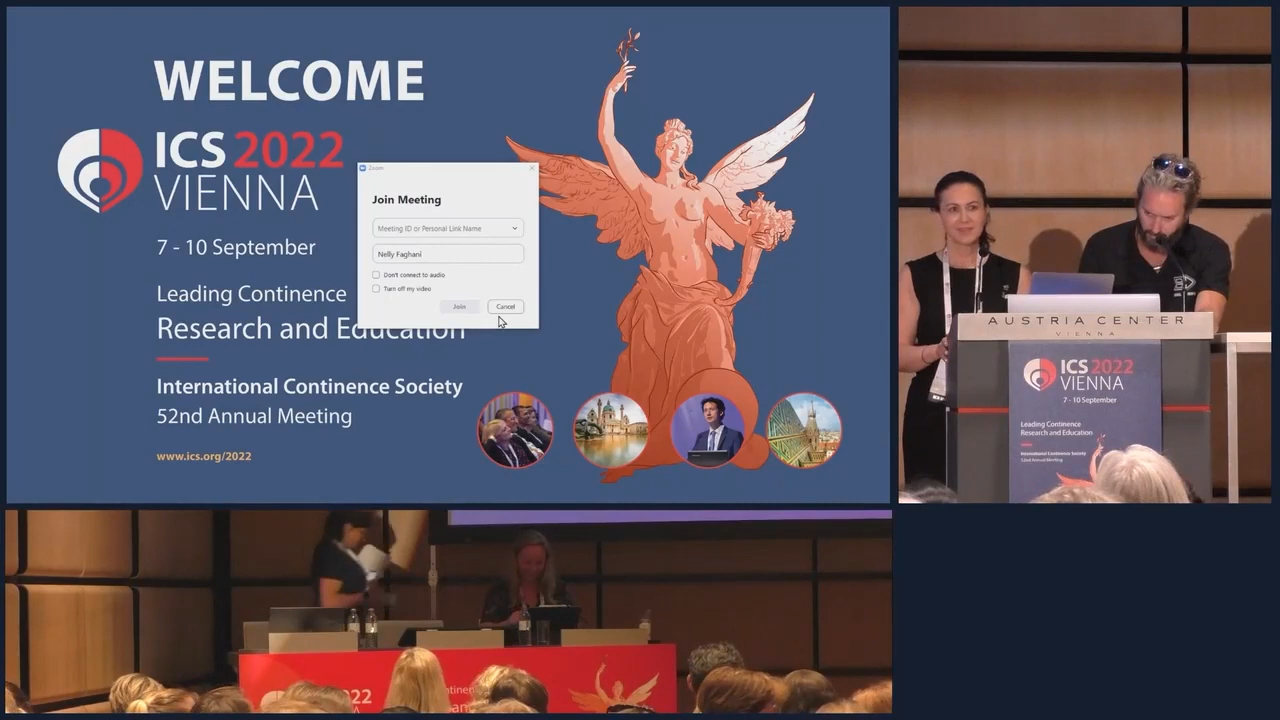 WELCOME
ICS 2022
VIENNA
7 - 10 September
Leading Continence
Research and Education
International Continence Society
52nd Annual Meeting
www.ics.org/2022
Zoom
Join Meeting
Meeting ID or Personal Link Name
Nelly Faghani
Don't connect to audio
Turn off my video
Join
Cancel
AUSTRIA CENTER
VIENNA
ICS 2022
VIENNA
7 - 10 September
Leading Continence
Research and Education
International Continence Society
52nd Annual Meeting